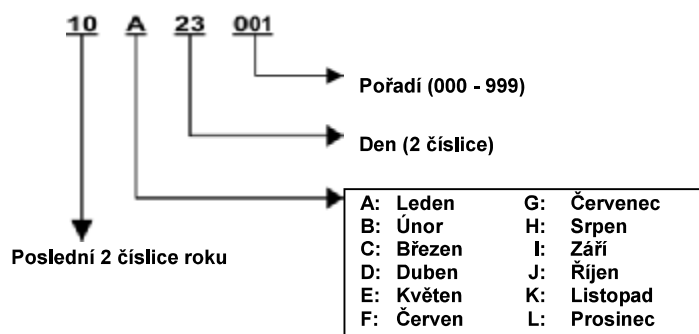 10 A 23 001
Pořadí (000 - 999)
Den (2 číslice)
A: Leden G: Červenec
B: Únor H: Srpen
C: Březen I: Září
D: Duben J: Říjen
E: Květen K: Listopad
F: Červen L: Prosinec
Poslední 2 číslice roku